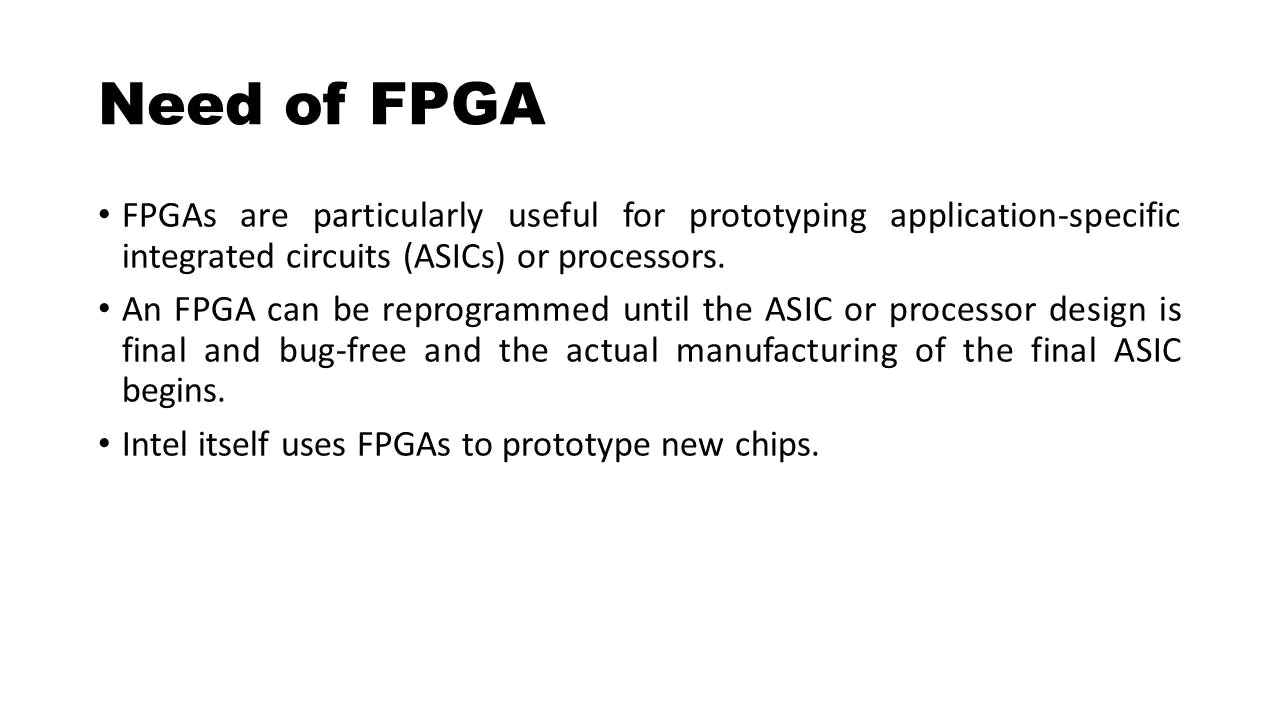 Need of FPGA
• FPGAs are particularly useful for prototyping application-specific
integrated circuits (ASICs) or processors.
• An FPGA can be reprogrammed until the ASIC or processor design is
final and bug-free and the actual manufacturing of the final ASIC
begins.
• Intel itself uses FPGAs to prototype new chips.